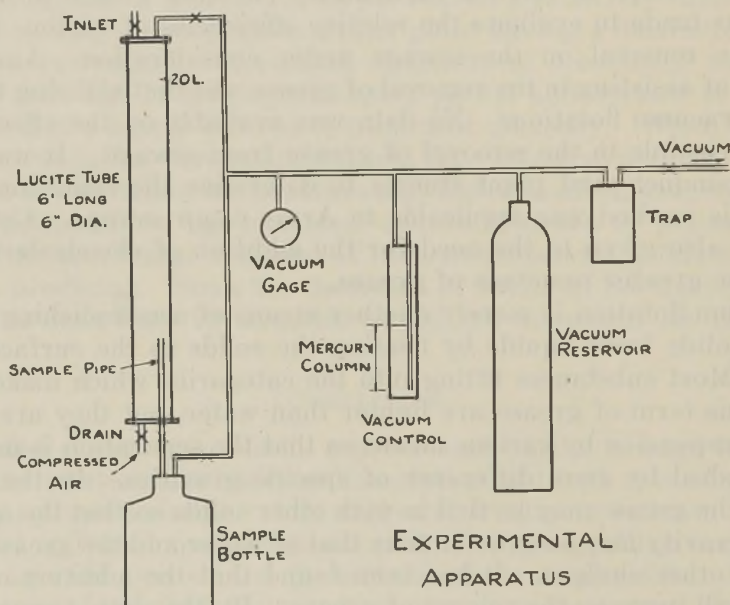 INLET
20L.
VACUUM
LUCITE TUBE
6' LONG
6" DIA.
TRAP
VACUUM
GAGE
VACUUM
RESERVOIR
MERCURY
COLUMN
SAMPLE PIPE
VACUUM
CONTROL
DRAIN
COMPRESSED
AIR
SAMPLE
BOTTLE
EXPERIMENTAL
APPARATUS